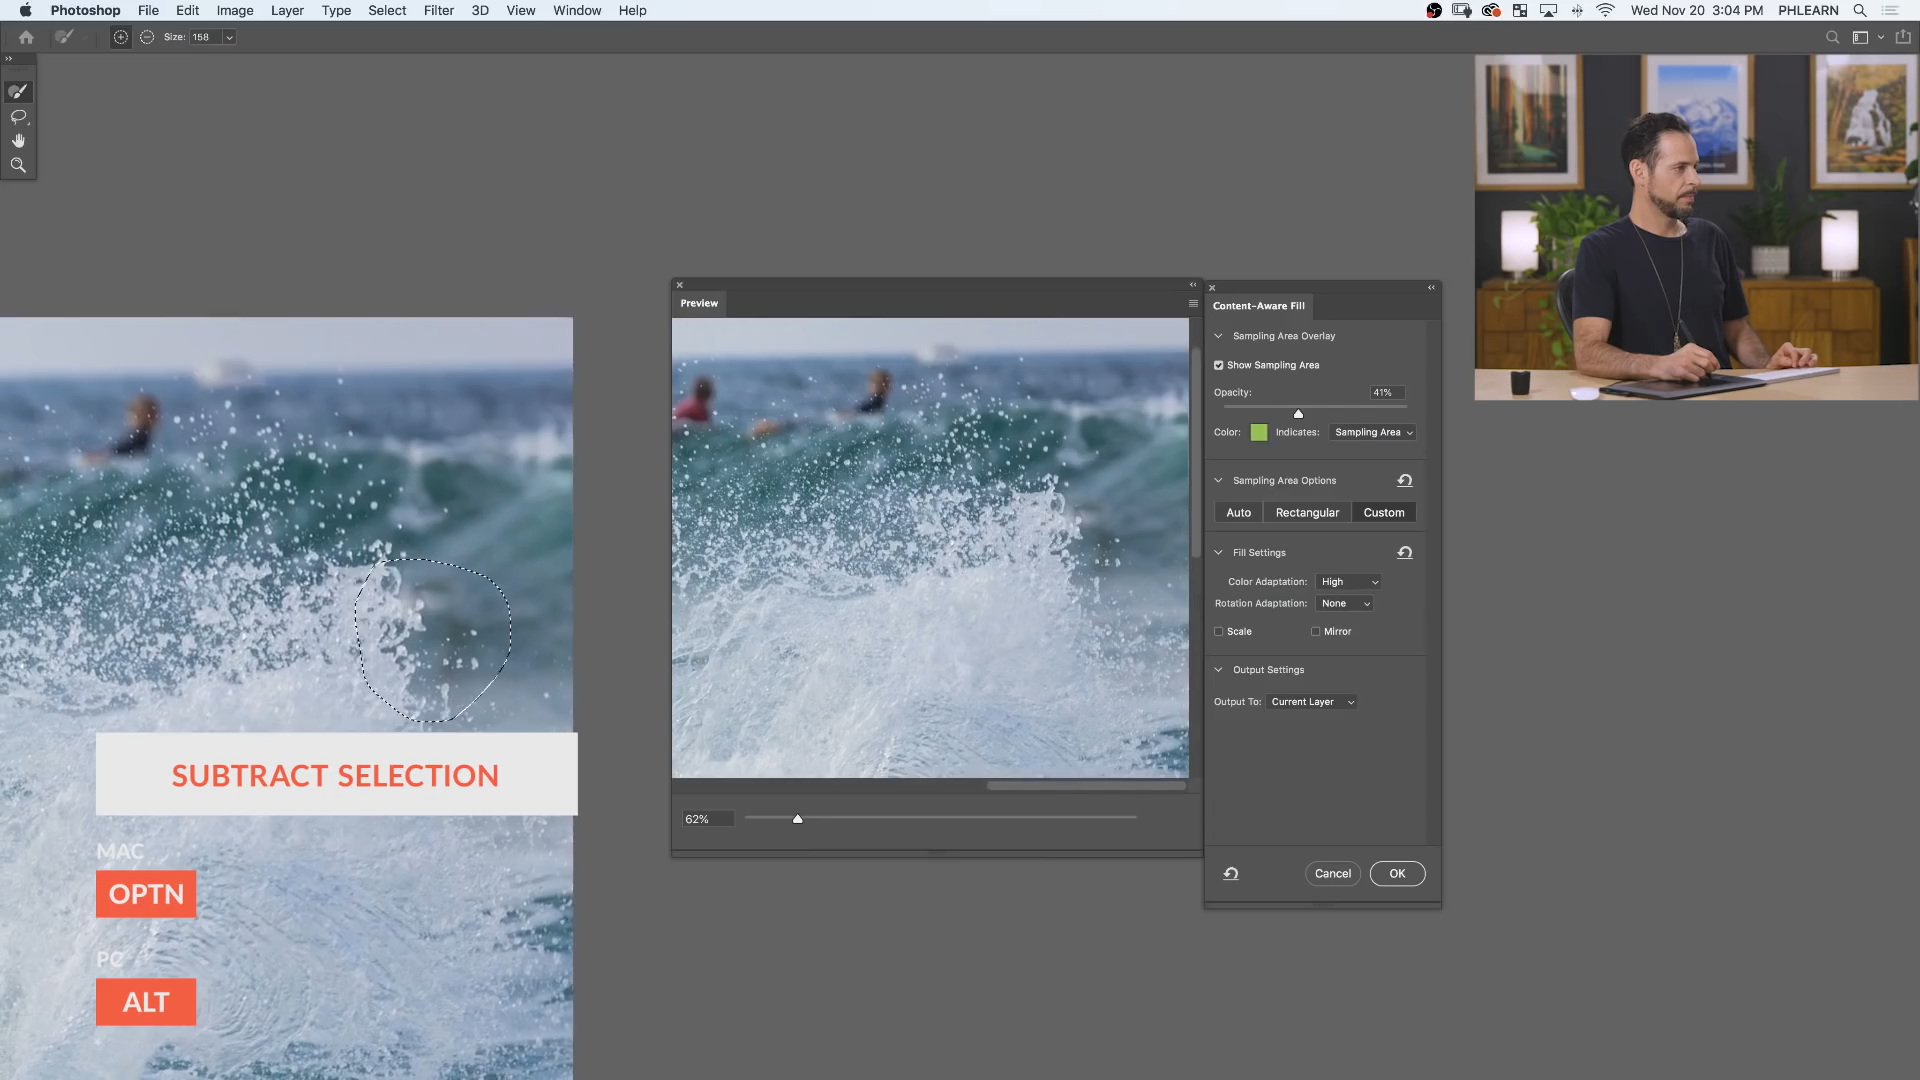 Photoshop File Edit Image Layer Type Select Filter 3D View Window Help
Wed Nov 20 3:04 PM PHLEARN
Size: 158
Preview
Content-Aware Fill
Sampling Area Overlay
Show Sampling Area
Opacity: 41%
Color: Indicates: Sampling Area
Sampling Area Options
Auto Rectangular Custom
Fill Settings
Color Adaptation: High
Rotation Adaptation: None
Scale Mirror
Output Settings
Output To: Current Layer
62%
Cancel OK
SUBTRACT SELECTION
MAC
OPTN
PC
ALT